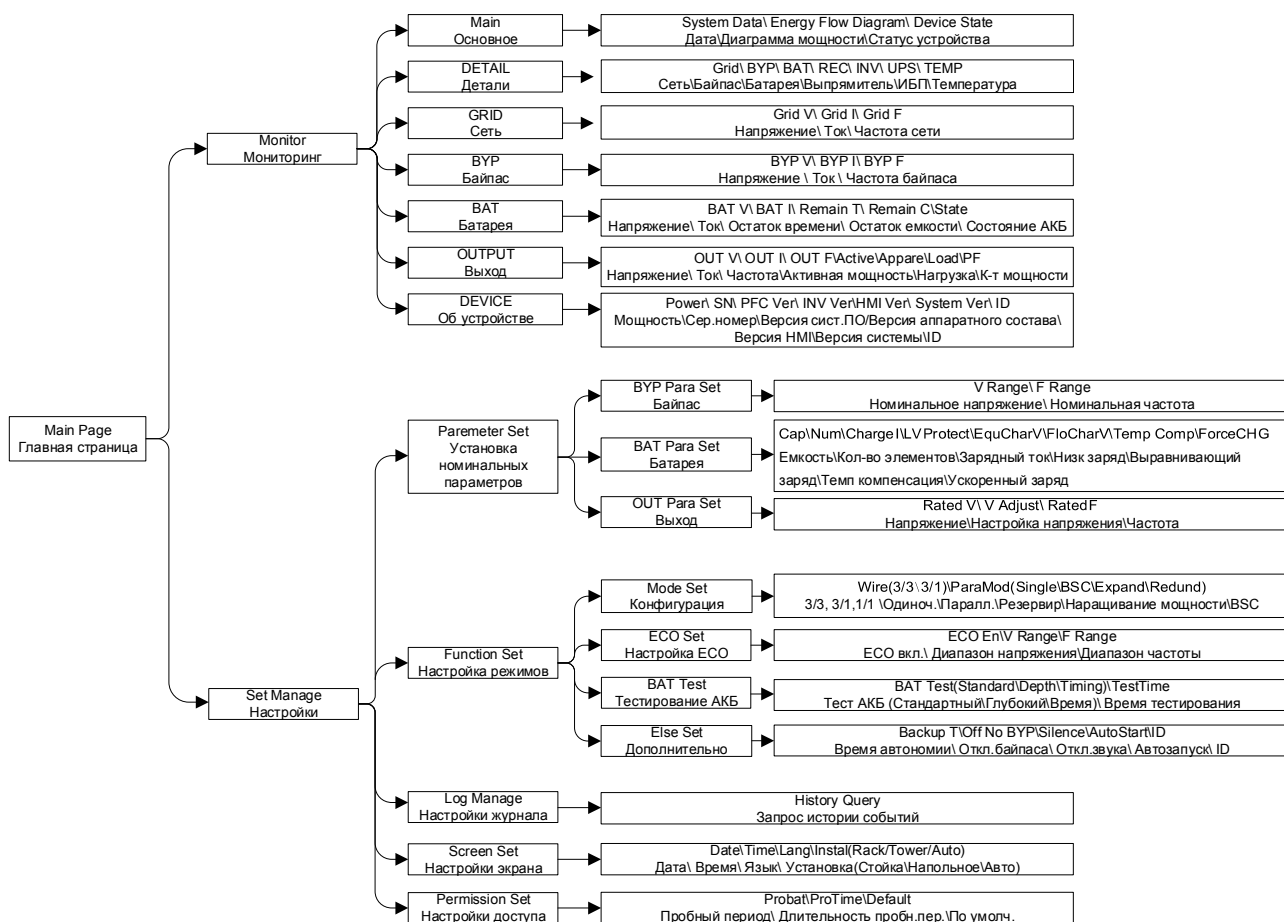 Main
Основное
System Data\ Energy Flow Diagram\ Device State
Дата\Диаграмма мощности\Статус устройства
DETAIL
Детали
Grid\ BYP\ BAT\ REC\ INV\ UPS\ TEMP
Сеть\Байпас\Батарея\Выпрямитель\ИБП\Температура
GRID
Сеть
Grid V\ Grid I\ Grid F
Напряжение\ Ток\ Частота сети
Monitor
Мониторинг
BYP
Байпас
BYP V\ BYP I\ BYP F
Напряжение \ Ток \ Частота байпаса
BAT
Батарея
BAT V\ BAT I\ Remain T\ Remain C\State
Напряжение\ Ток\ Остаток времени\ Остаток емкости\ Состояние АКБ
OUTPUT
Выход
OUT V\ OUT I\ OUT F\Active\Appare\Load\PF
Напряжение\ Ток\ Частота\Активная мощность\Нагрузка\К-т мощности
DEVICE
Об устройстве
Power\ SN\ PFC Ver\ INV Ver\HMI Ver\ System Ver\ ID
Мощность\Сер.номер\Версия сист.ПО/Версия аппаратного состава\
Версия HMI\Версия системы\ID
Main Page
Главная страница
Paremeter Set
Установка
номинальных
параметров
BYP Para Set
Байпас
V Range\ F Range
Номинальное напряжение\ Номинальная частота
BAT Para Set
Батарея
Cap\Num\Charge I\LV Protect\EquCharV\FloCharV\Temp Comp\ForceCHG
Емкость\Кол-во элементов\Зарядный ток\Низк заряд\Выравнивающий
заряд\Темп компенсация\Ускоренный заряд
OUT Para Set
Выход
Rated V\ V Adjust\ Rated F
Напряжение\Настройка напряжения\Частота
Function Set
Настройка режимов
Mode Set
Конфигурация
Wire(3/3\3/1)\ParaMod(Single\BSC\Expand\Redund)
3/3, 3/1,1/1 \Одиноч.\Паралл.\Резервир\Наращивание мощности\BSC
ECO Set
Настройка ECO
ECO En\V Range\F Range
ECO вкл.\ Диапазон напряжения\Диапазон частоты
BAT Test
Тестирование АКБ
BAT Test(Standard\Depth\Timing)\TestTime
Тест АКБ (Стандартный\Глубокий\Время)\ Время тестирования
Else Set
Дополнительно
Backup T\Off No BYP\Silence\AutoStart\ID
Время автономии\ Откл.байпаса\ Откл.звука\ Автозапуск\ ID
Set Manage
Настройки
Log Manage
Настройки журнала
History Query
Запрос истории событий
Screen Set
Настройки экрана
Date\Time\Lang\Instal(Rack/Tower/Auto)
Дата\ Время\ Язык\ Установка(Стойка\Напольное\Авто)
Permission Set
Настройки доступа
Probat\ProTime\Default
Пробный период\ Длительность пробн.пер.\По умолч.